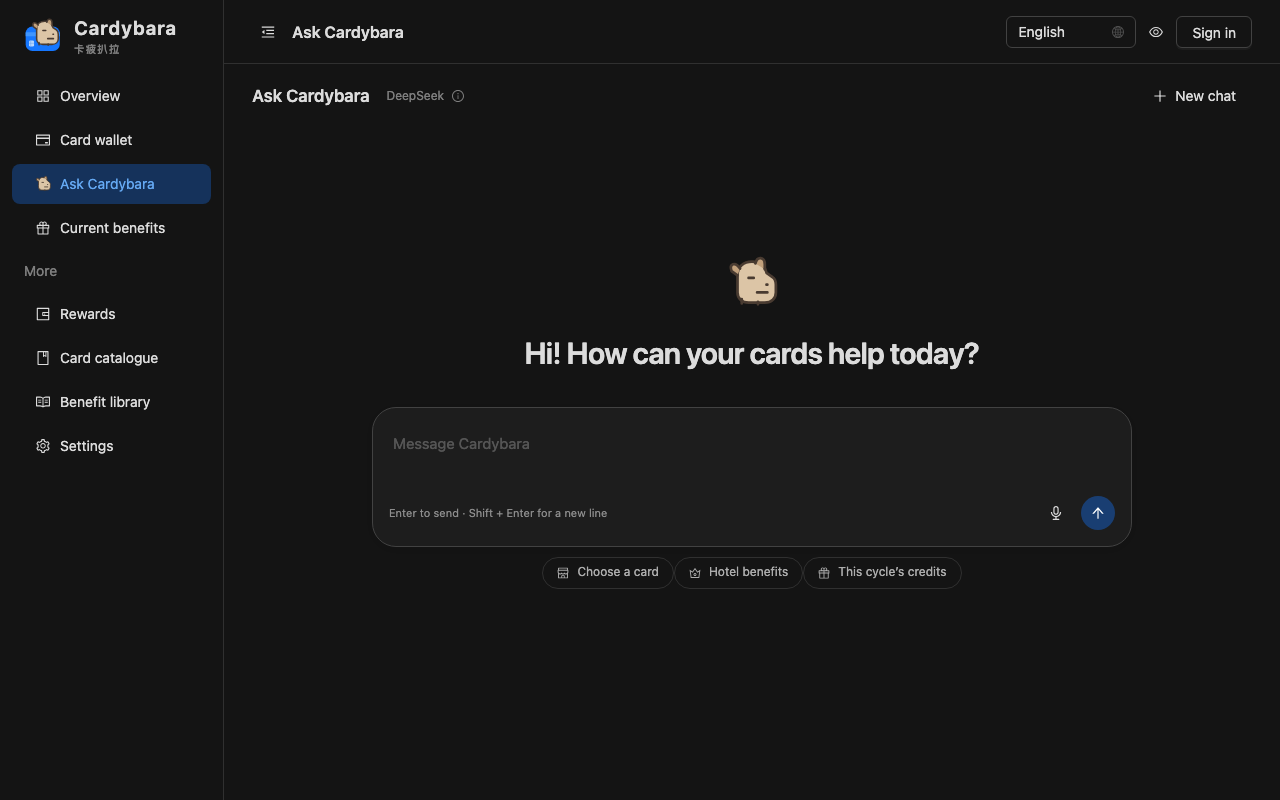 Cardybara
卡疲扒拉
Overview
Card wallet
Ask Cardybara
Current benefits
More
Rewards
Card catalogue
Benefit library
Settings
Ask Cardybara
English
Sign in
Ask Cardybara DeepSeek
New chat
Hi! How can your cards help today?
Message Cardybara
Enter to send · Shift + Enter for a new line
Choose a card
Hotel benefits
This cycle's credits